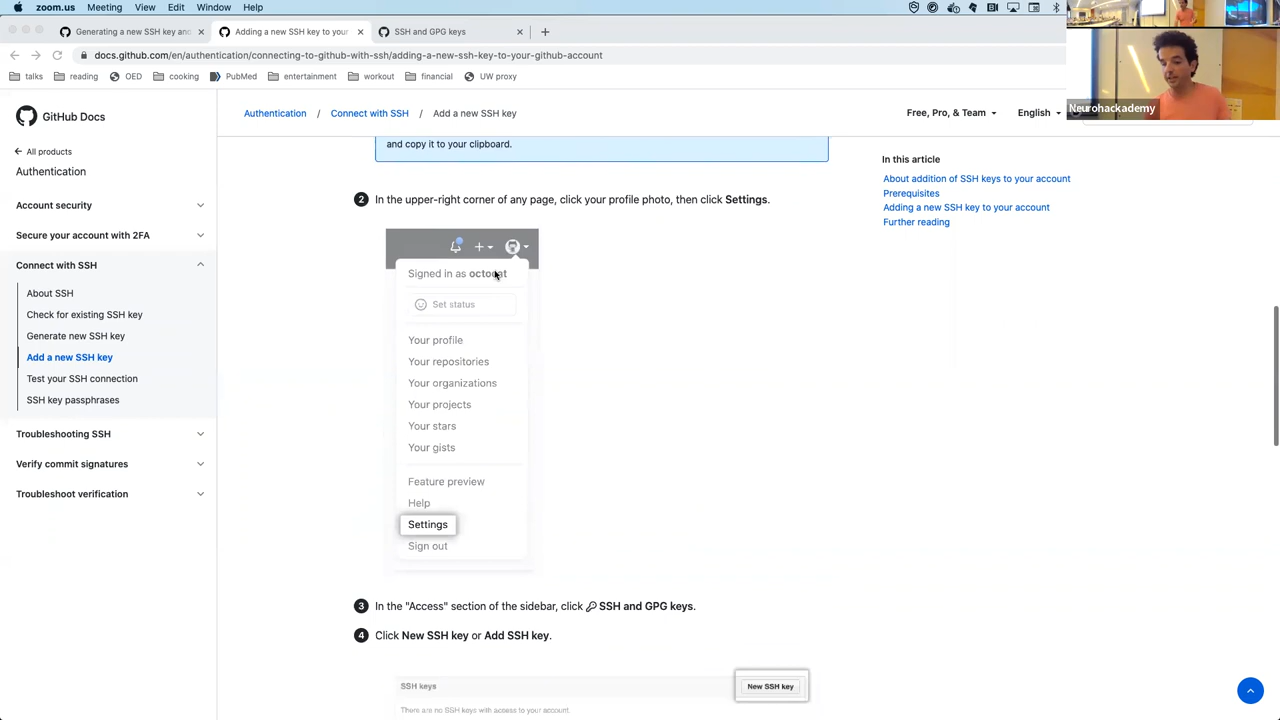 zoom.us Meeting View Edit Window Help
Generating a new SSH key and
Adding a new SSH key to your
SSH and GPG keys
docs.github.com/en/authentication/connecting-to-github-with-ssh/adding-a-new-ssh-key-to-your-github-account
talks reading OED cooking PubMed entertainment workout financial UW proxy
Neurohackademy
GitHub Docs
Authentication / Connect with SSH / Add a new SSH key
Free, Pro, & Team
English
All products
Authentication
Account security
Secure your account with 2FA
Connect with SSH
About SSH
Check for existing SSH key
Generate new SSH key
Add a new SSH key
Test your SSH connection
SSH key passphrases
Troubleshooting SSH
Verify commit signatures
Troubleshoot verification
and copy it to your clipboard.
2 In the upper-right corner of any page, click your profile photo, then click Settings.
Signed in as octocat
Set status
Your profile
Your repositories
Your organizations
Your projects
Your stars
Your gists
Feature preview
Help
Settings
Sign out
3 In the "Access" section of the sidebar, click SSH and GPG keys.
4 Click New SSH key or Add SSH key.
SSH keys
New SSH key
There are no SSH keys with access to your account.
In this article
About addition of SSH keys to your account
Prerequisites
Adding a new SSH key to your account
Further reading